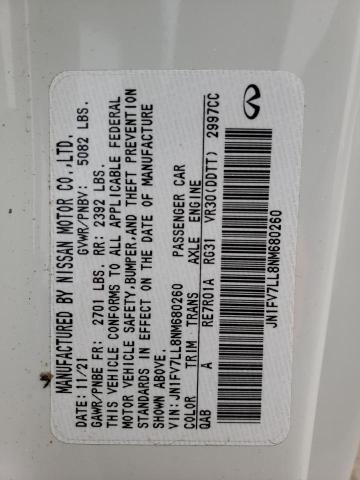 MANUFACTURED BY NISSAN MOTOR CO.,LTD.
DATE: 11/21 GVWR/PNBV: 5082 LBS.
GAWR/PNBE FR: 2701 LBS. RR: 2392 LBS.
THIS VEHICLE CONFORMS TO ALL APPLICABLE FEDERAL
MOTOR VEHICLE SAFETY,BUMPER,AND THEFT PREVENTION
STANDARDS IN EFFECT ON THE DATE OF MANUFACTURE
SHOWN ABOVE.
VIN: JN1FV7LL8NM680260 PASSENGER CAR
COLOR TRIM TRANS AXLE ENGINE
QAB A RE7R01A RG31 VR30(DDTT) 2997CC
JN1FV7LL8NM680260